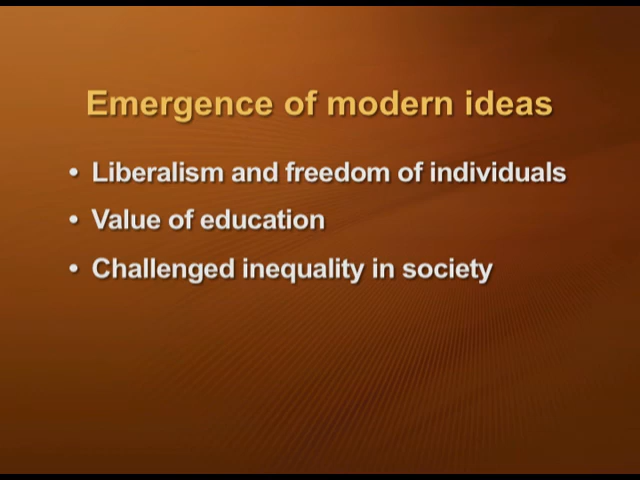 Emergence of modern ideas
• Liberalism and freedom of individuals
• Value of education
• Challenged inequality in society